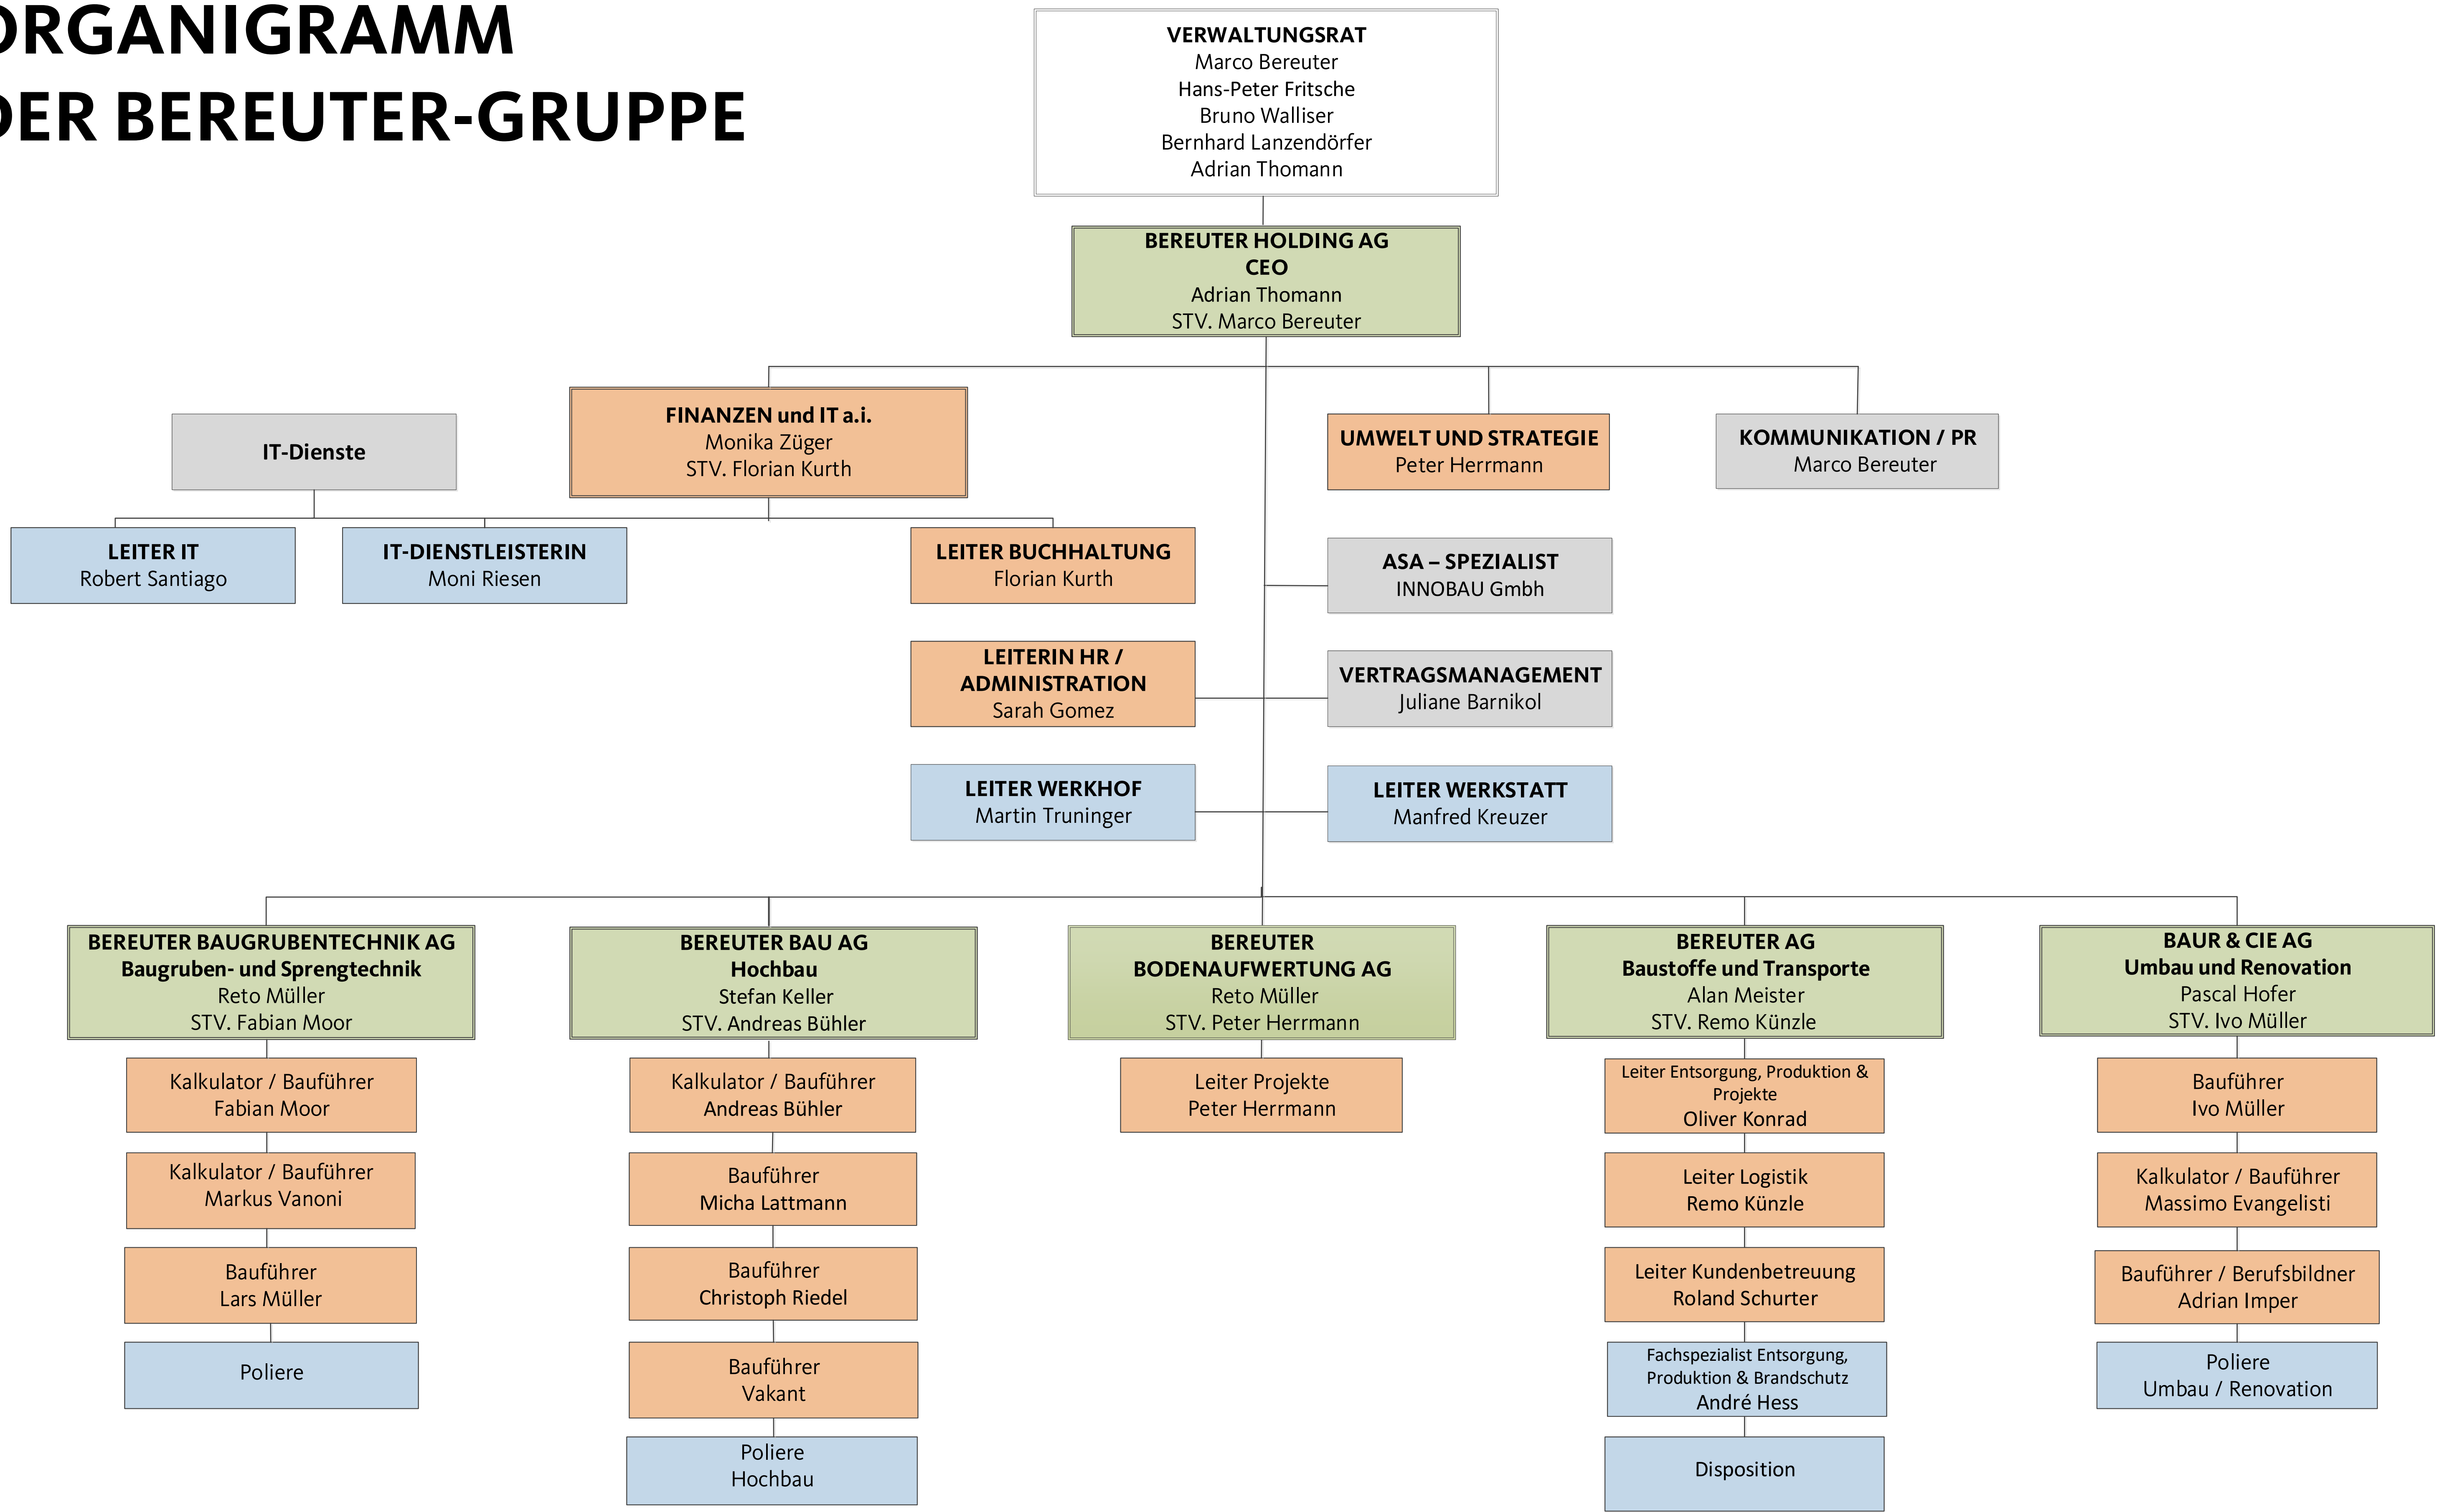 ORGANIGRAMM
DER BEREUTER-GRUPPE
VERWALTUNGSRAT
Marco Bereuter
Hans-Peter Fritsche
Bruno Walliser
Bernhard Lanzendörfer
Adrian Thomann
BEREUTER HOLDING AG
CEO
Adrian Thomann
STV. Marco Bereuter
IT-Dienste
FINANZEN und IT a.i.
Monika Züger
STV. Florian Kurth
UMWELT UND STRATEGIE
Peter Herrmann
KOMMUNIKATION / PR
Marco Bereuter
LEITER IT
Robert Santiago
IT-DIENSTLEISTERIN
Moni Riesen
LEITER BUCHHALTUNG
Florian Kurth
ASA – SPEZIALIST
INNOBAU Gmbh
LEITERIN HR /
ADMINISTRATION
Sarah Gomez
VERTRAGSMANAGEMENT
Juliane Barnikol
LEITER WERKHOF
Martin Truninger
LEITER WERKSTATT
Manfred Kreuzer
BEREUTER BAUGRUBENTECHNIK AG
Baugruben- und Sprengtechnik
Reto Müller
STV. Fabian Moor
Kalkulator / Bauführer
Fabian Moor
Kalkulator / Bauführer
Markus Vanoni
Bauführer
Lars Müller
Poliere
BEREUTER BAU AG
Hochbau
Stefan Keller
STV. Andreas Bühler
Kalkulator / Bauführer
Andreas Bühler
Bauführer
Micha Lattmann
Bauführer
Christoph Riedel
Bauführer
Vakant
Poliere
Hochbau
BEREUTER
BODENAUFWERTUNG AG
Reto Müller
STV. Peter Herrmann
Leiter Projekte
Peter Herrmann
BEREUTER AG
Baustoffe und Transporte
Alan Meister
STV. Remo Künzle
Leiter Entsorgung, Produktion &
Projekte
Oliver Konrad
Leiter Logistik
Remo Künzle
Leiter Kundenbetreuung
Roland Schurter
Fachspezialist Entsorgung,
Produktion & Brandschutz
André Hess
Disposition
BAUR & CIE AG
Umbau und Renovation
Pascal Hofer
STV. Ivo Müller
Bauführer
Ivo Müller
Kalkulator / Bauführer
Massimo Evangelisti
Bauführer / Berufsbildner
Adrian Imper
Poliere
Umbau / Renovation